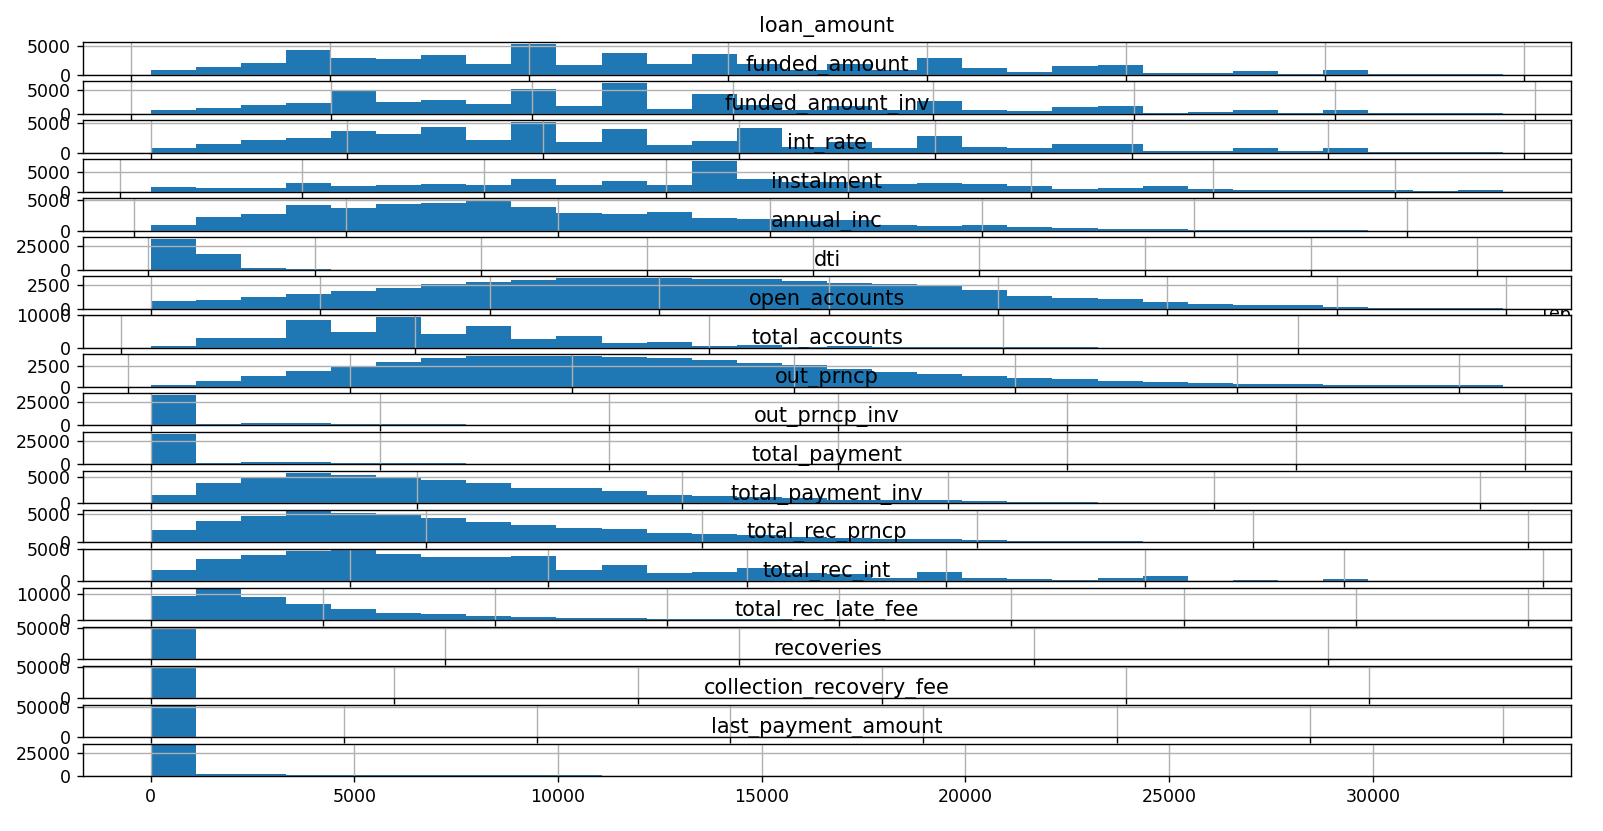 loan_amount
5000
0
funded_amount
5000
0
funded_amount_inv
5000
0
int_rate
5000
0
instalment
5000
0
annual_inc
25000
0
dti
2500
0
open_accounts
10000
0
total_accounts
2500
0
out_prncp
25000
0
out_prncp_inv
25000
0
total_payment
5000
0
total_payment_inv
5000
0
total_rec_prncp
5000
0
total_rec_int
10000
0
total_rec_late_fee
50000
0
recoveries
50000
0
collection_recovery_fee
50000
0
last_payment_amount
25000
0
0 5000 10000 15000 20000 25000 30000